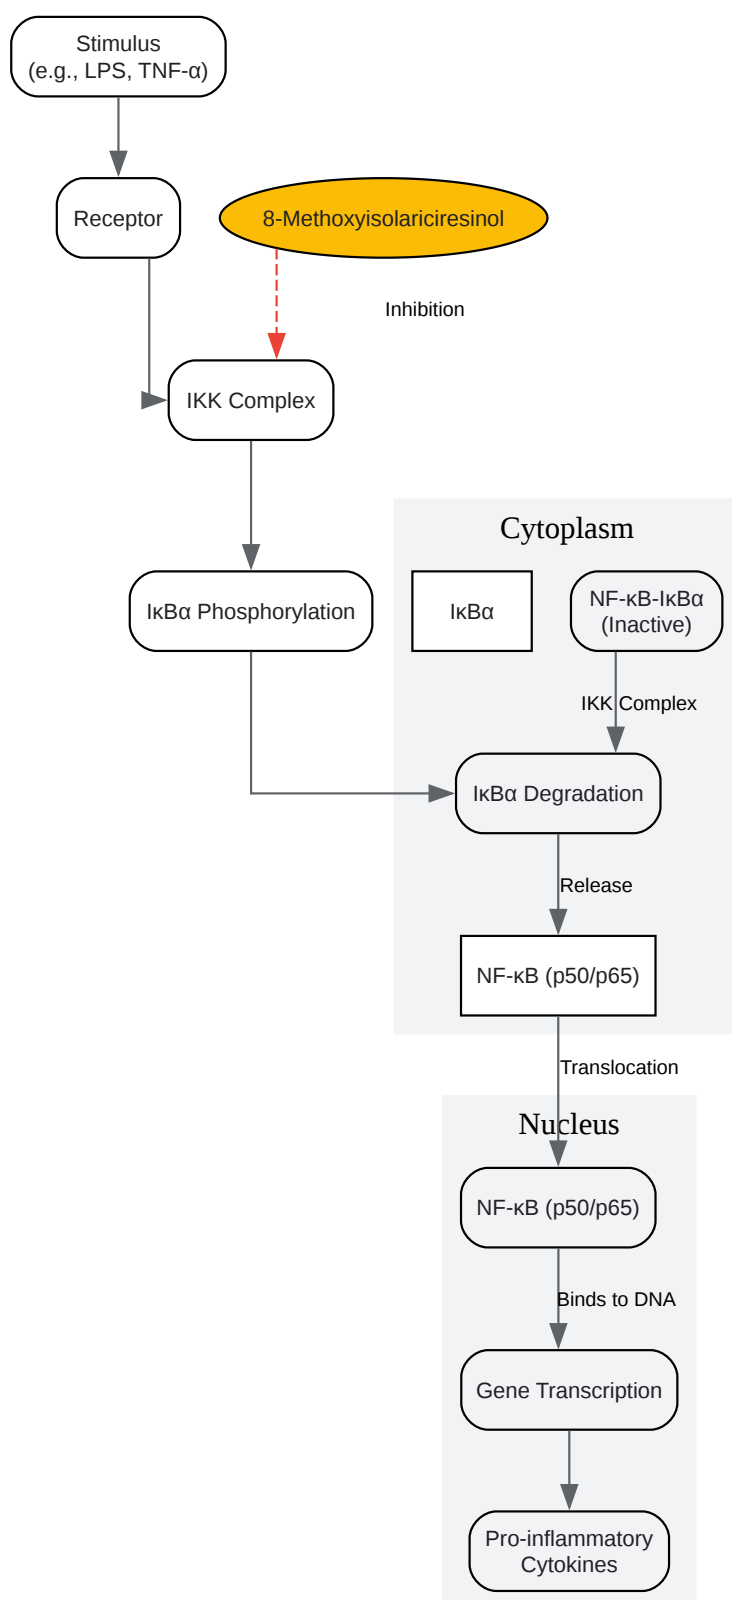 Stimulus
(e.g., LPS, TNF-α)
Receptor
8-Methoxyisolariciresinol
Inhibition
IKK Complex
Cytoplasm
IκBα Phosphorylation
IκBα
NF-κB-IκBα
(Inactive)
IKK Complex
IκBα Degradation
Release
NF-κB (p50/p65)
Translocation
Nucleus
NF-κB (p50/p65)
Binds to DNA
Gene Transcription
Pro-inflammatory
Cytokines